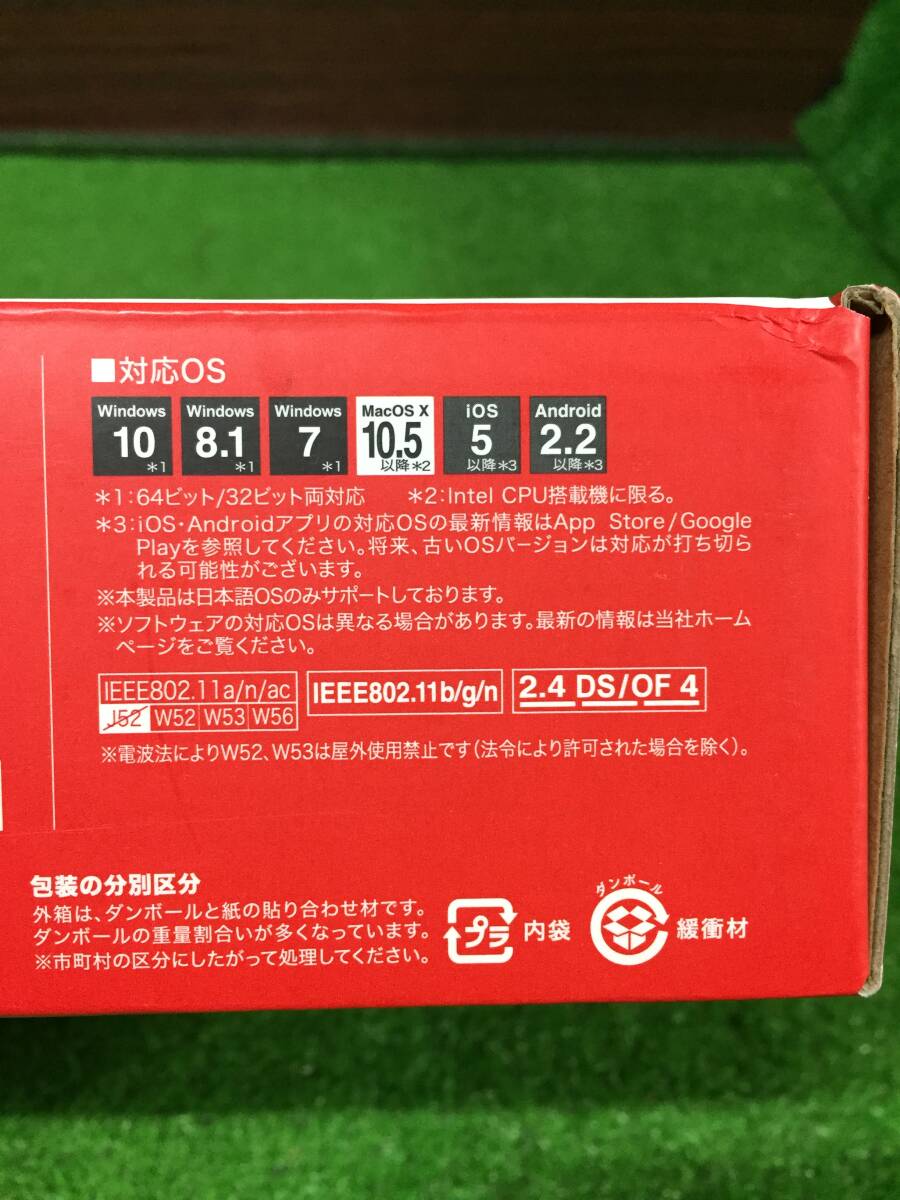 ■対応OS
Windows 10 *1
Windows 8.1 *1
Windows 7 *1
MacOS X 10.5 以降*2
iOS 5 以降*3
Android 2.2 以降*3
*1:64ビット/32ビット両対応 *2:Intel CPU搭載機に限る。
*3:iOS・Androidアプリの対応OSの最新情報はApp Store/Google
Playを参照してください。将来、古いOSバージョンは対応が打ち切ら
れる可能性がございます。
※本製品は日本語OSのみサポートしております。
※ソフトウェアの対応OSは異なる場合があります。最新の情報は当社ホーム
ページをご覧ください。
IEEE802.11a/n/ac
J52 W52 W53 W56
IEEE802.11b/g/n
2.4 DS/OF 4
※電波法によりW52、W53は屋外使用禁止です(法令により許可された場合を除く)。
包装の分別区分
外箱は、ダンボールと紙の貼り合わせ材です。
ダンボールの重量割合いが多くなっています。
※市町村の区分にしたがって処理してください。
プラ 内袋
ダンボール
緩衝材